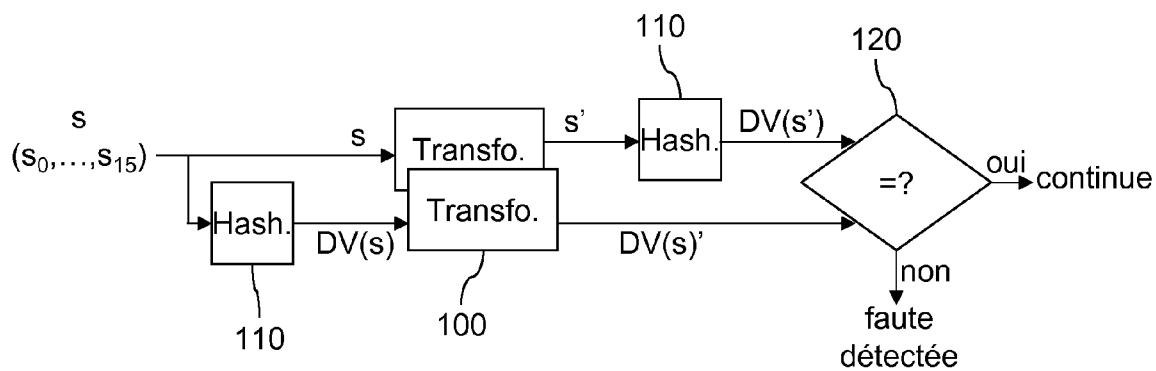 110
120
s
(s0,...,s15)
s
Transfo.
s’
Hash.
DV(s’)
=?
oui
continue
Hash.
DV(s)
Transfo.
DV(s)’
non
faute
détectée
110
100